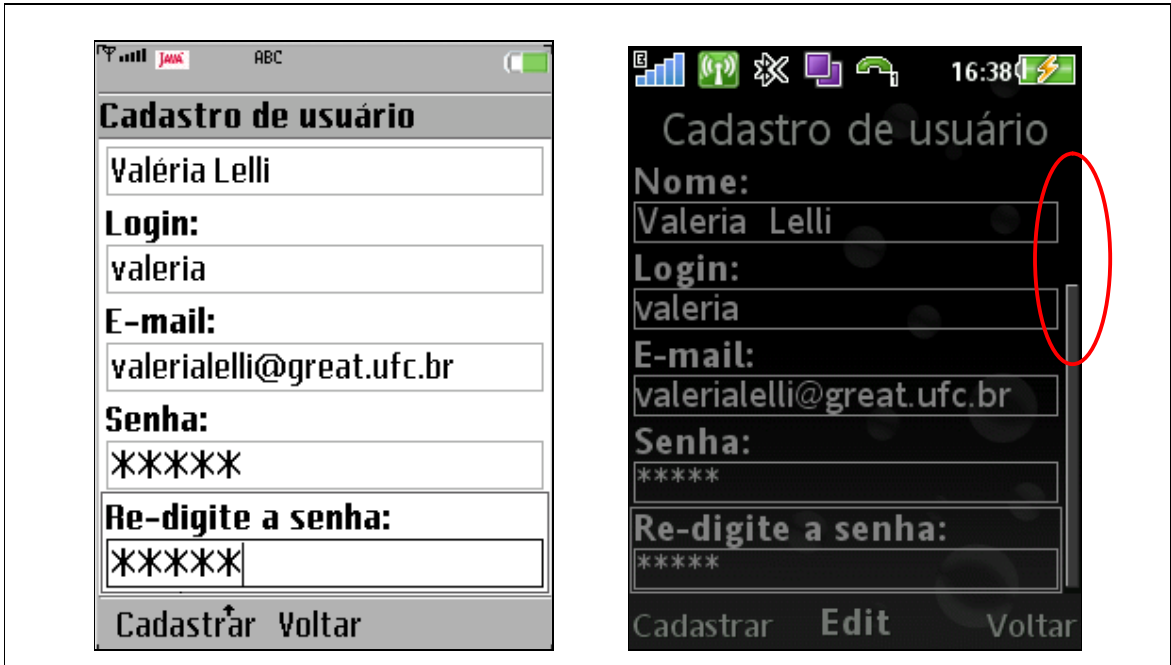 JAVA ABC
Cadastro de usuário
Valéria Lelli
Login:
valeria
E-mail:
valerialelli@great.ufc.br
Senha:
*****
Re-digite a senha:
*****
Cadastrar Voltar
E 1 16:38
Cadastro de usuário
Nome:
Valeria Lelli
Login:
valeria
E-mail:
valerialelli@great.ufc.br
Senha:
*****
Re-digite a senha:
*****
Cadastrar Edit Voltar